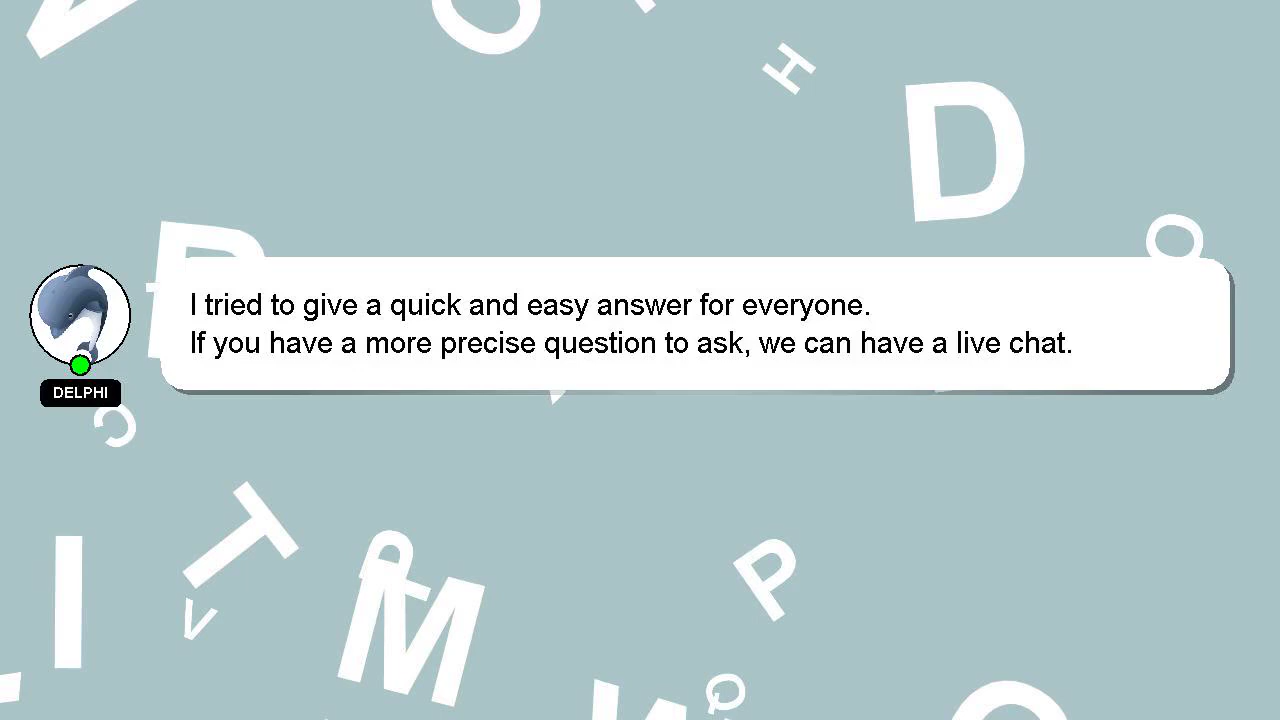 H
D
I tried to give a quick and easy answer for everyone.
If you have a more precise question to ask, we can have a live chat.
DELPHI
C
T
I
V
M
P
Q